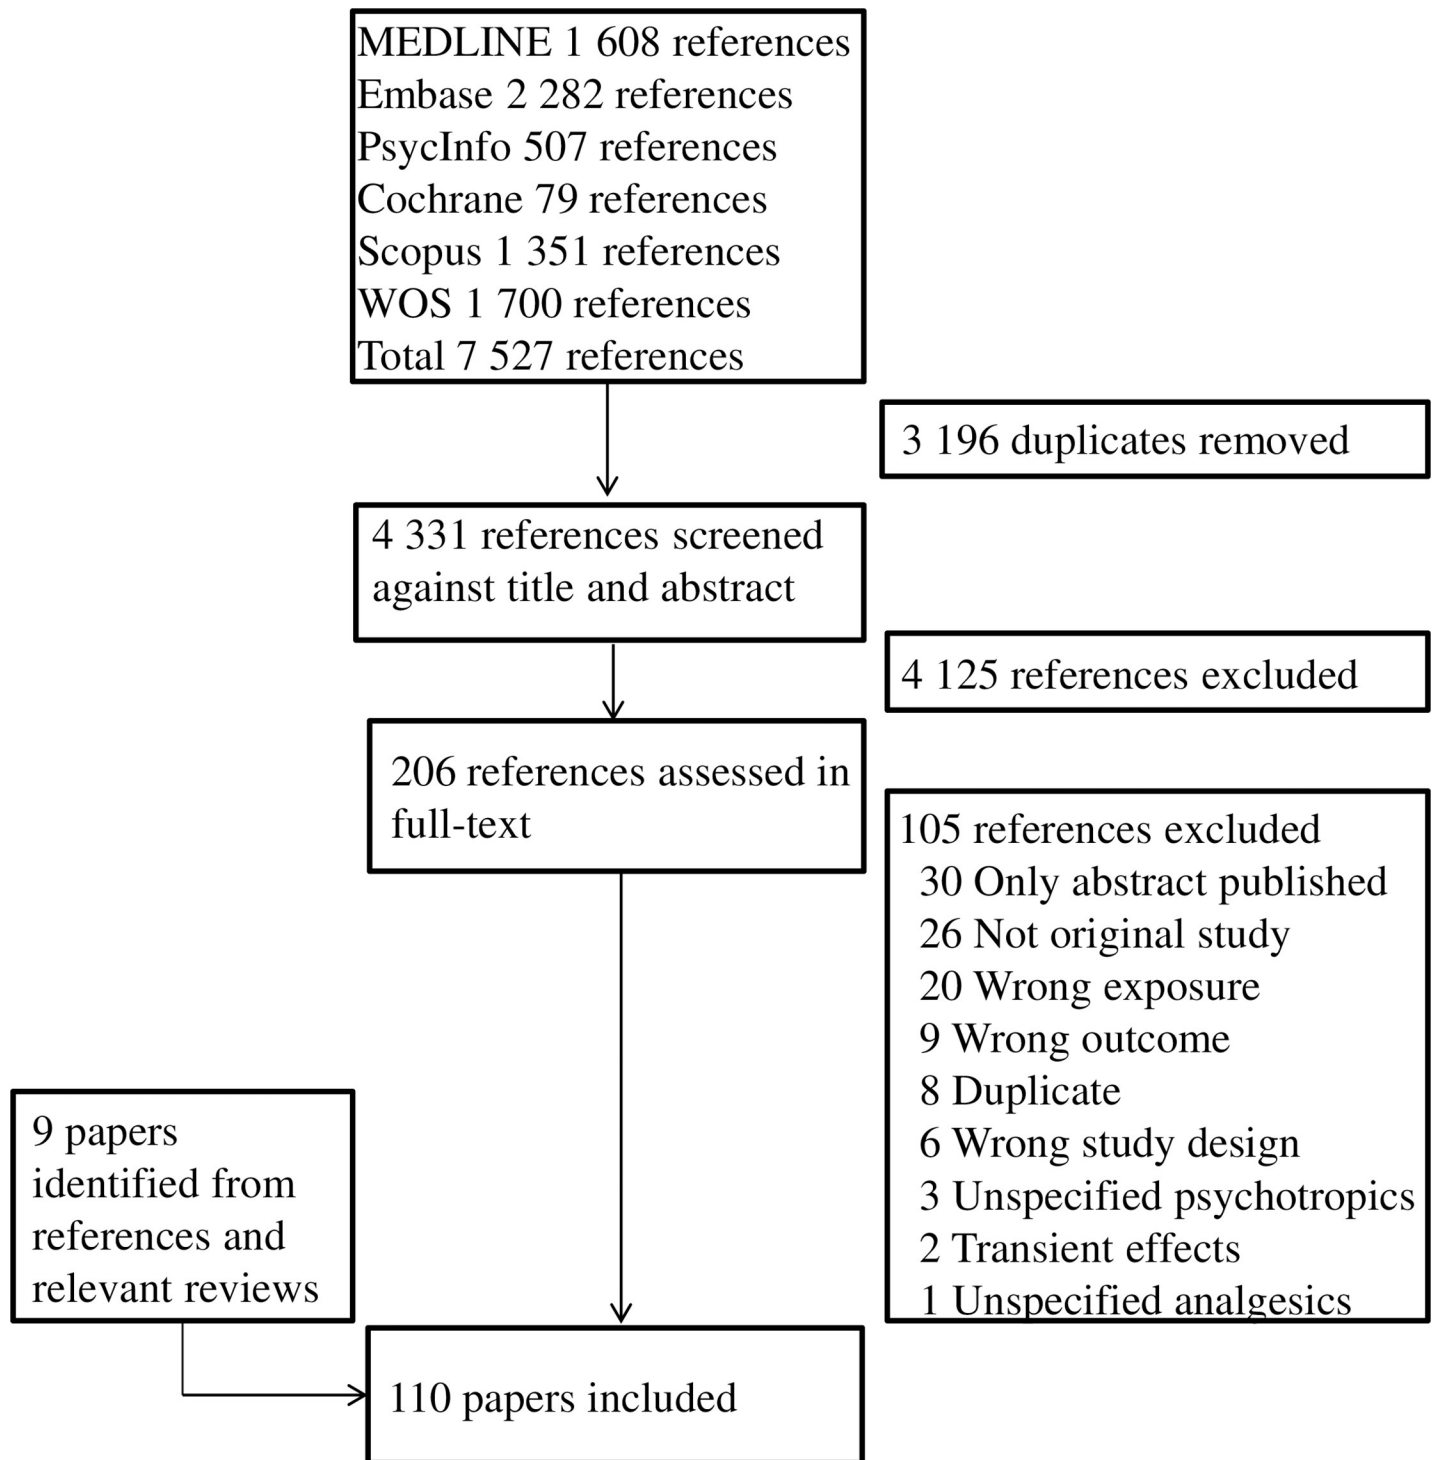 MEDLINE 1 608 references
Embase 2 282 references
PsycInfo 507 references
Cochrane 79 references
Scopus 1 351 references
WOS 1 700 references
Total 7 527 references
3 196 duplicates removed
4 331 references screened
against title and abstract
4 125 references excluded
206 references assessed in
full-text
105 references excluded
30 Only abstract published
26 Not original study
20 Wrong exposure
9 Wrong outcome
8 Duplicate
6 Wrong study design
3 Unspecified psychotropics
2 Transient effects
1 Unspecified analgesics
9 papers
identified from
references and
relevant reviews
110 papers included